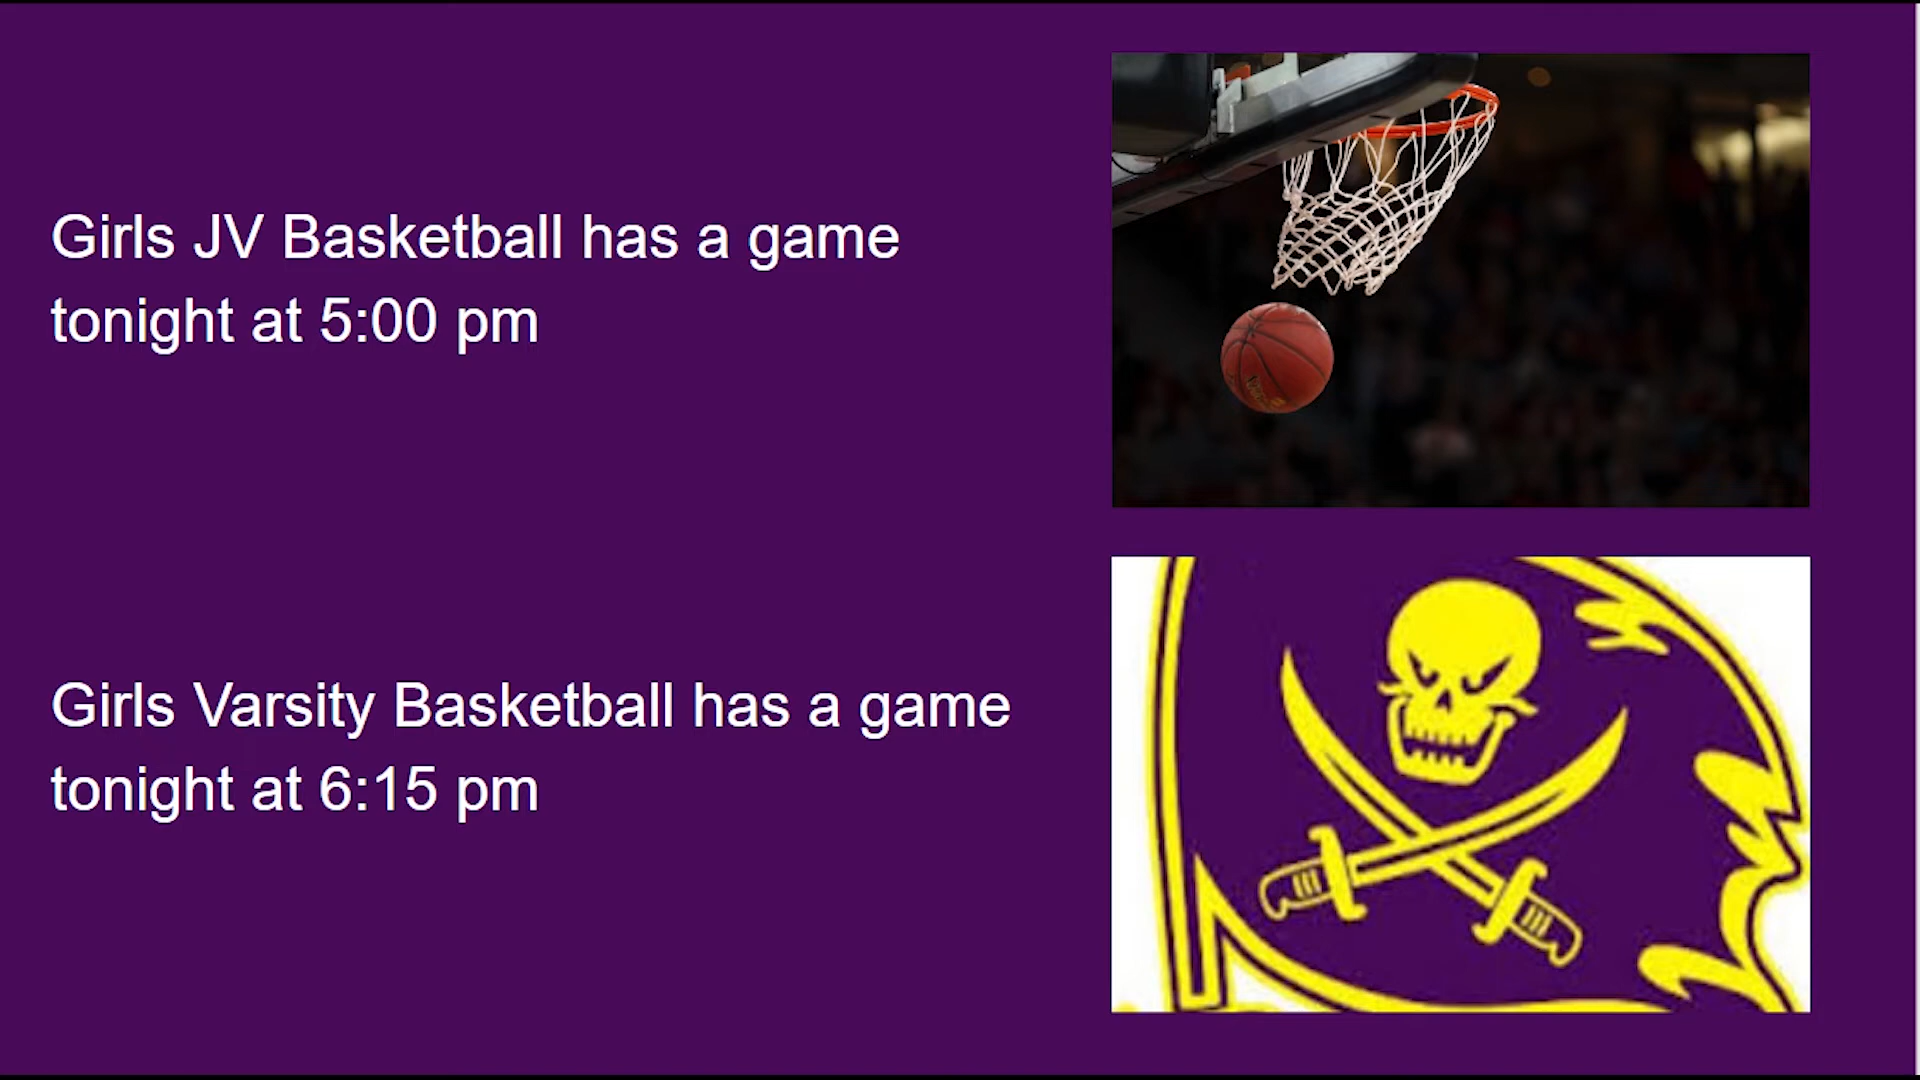 Girls JV Basketball has a game
tonight at 5:00 pm
Girls Varsity Basketball has a game
tonight at 6:15 pm